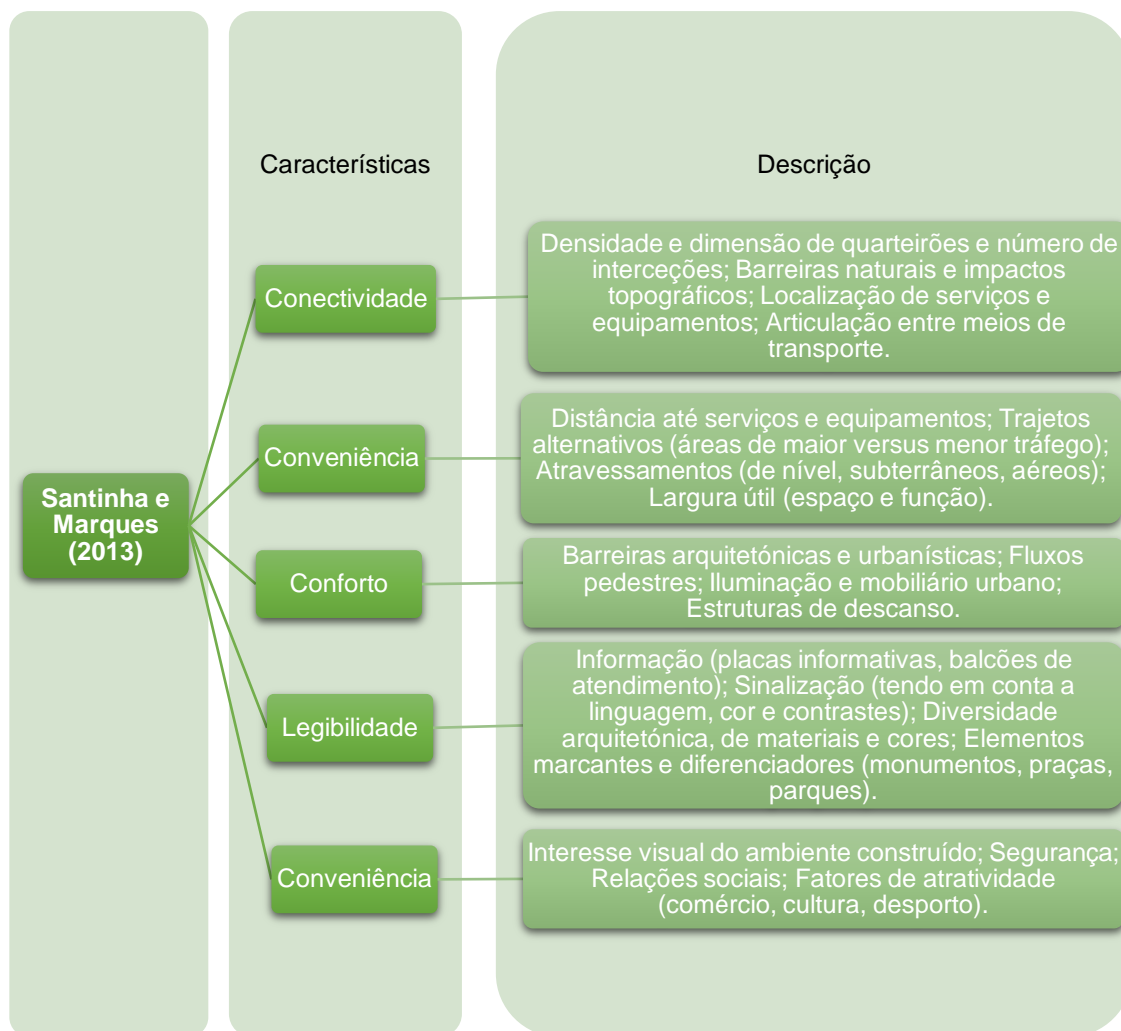 Características
Descrição
Santinha e
Marques
(2013)
Conectividade
Densidade e dimensão de quarteirões e número de
interceções; Barreiras naturais e impactos
topográficos; Localização de serviços e
equipamentos; Articulação entre meios de
transporte.
Conveniência
Distância até serviços e equipamentos; Trajetos
alternativos (áreas de maior versus menor tráfego);
Atravessamentos (de nível, subterrâneos, aéreos);
Largura útil (espaço e função).
Conforto
Barreiras arquitetónicas e urbanísticas; Fluxos
pedestres; Iluminação e mobiliário urbano;
Estruturas de descanso.
Legibilidade
Informação (placas informativas, balcões de
atendimento); Sinalização (tendo em conta a
linguagem, cor e contrastes); Diversidade
arquitetónica, de materiais e cores; Elementos
marcantes e diferenciadores (monumentos, praças,
parques).
Conveniência
Interesse visual do ambiente construído; Segurança;
Relações sociais; Fatores de atratividade
(comércio, cultura, desporto).